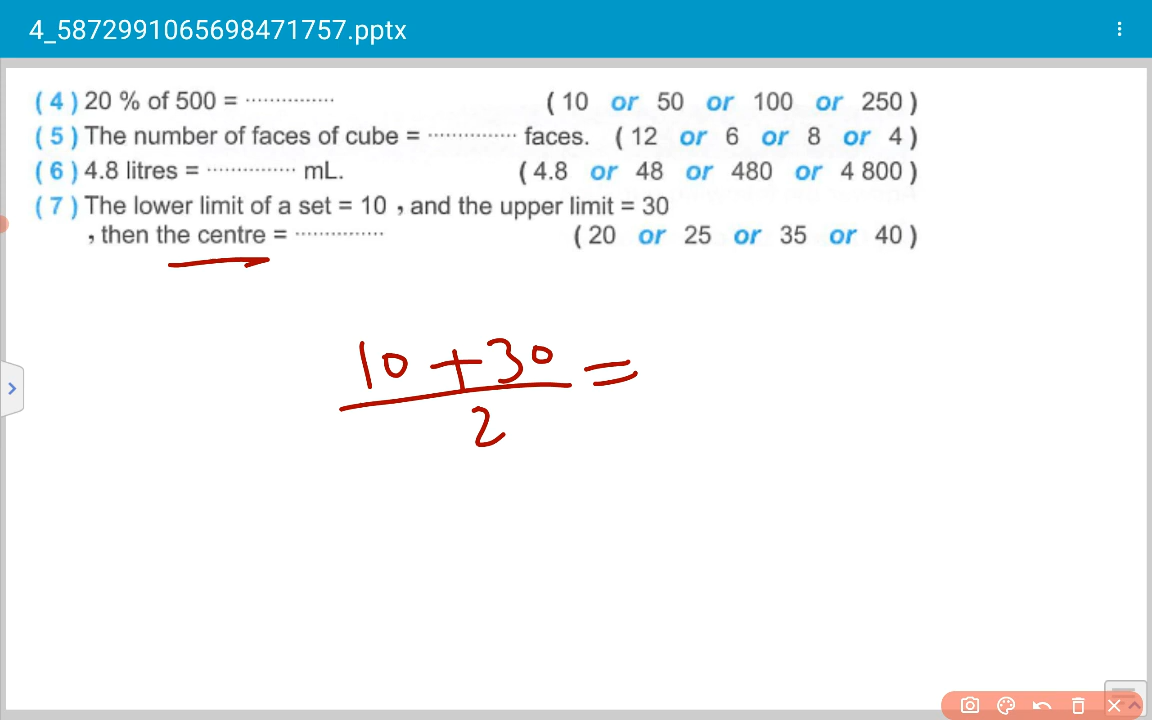 4_5872991065698471757.pptx
( 4 ) 20 % of 500 = ............... ( 10 or 50 or 100 or 250 )
( 5 ) The number of faces of cube = ............... faces. ( 12 or 6 or 8 or 4 )
( 6 ) 4.8 litres = ............... mL. ( 4.8 or 48 or 480 or 4 800 )
( 7 ) The lower limit of a set = 10 , and the upper limit = 30
, then the centre = ............... ( 20 or 25 or 35 or 40 )
10 + 30 =
2